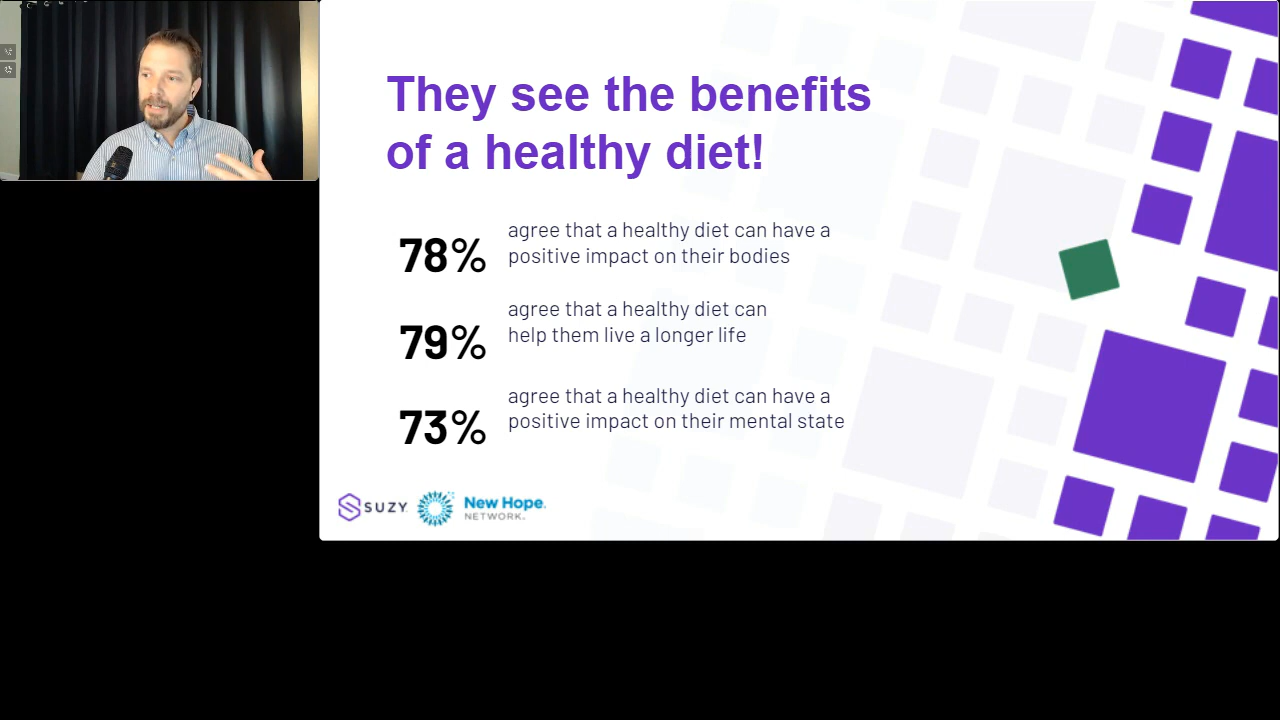 They see the benefits
of a healthy diet!
78%
agree that a healthy diet can have a
positive impact on their bodies
79%
agree that a healthy diet can
help them live a longer life
73%
agree that a healthy diet can have a
positive impact on their mental state
SUZY
New Hope
NETWORK.